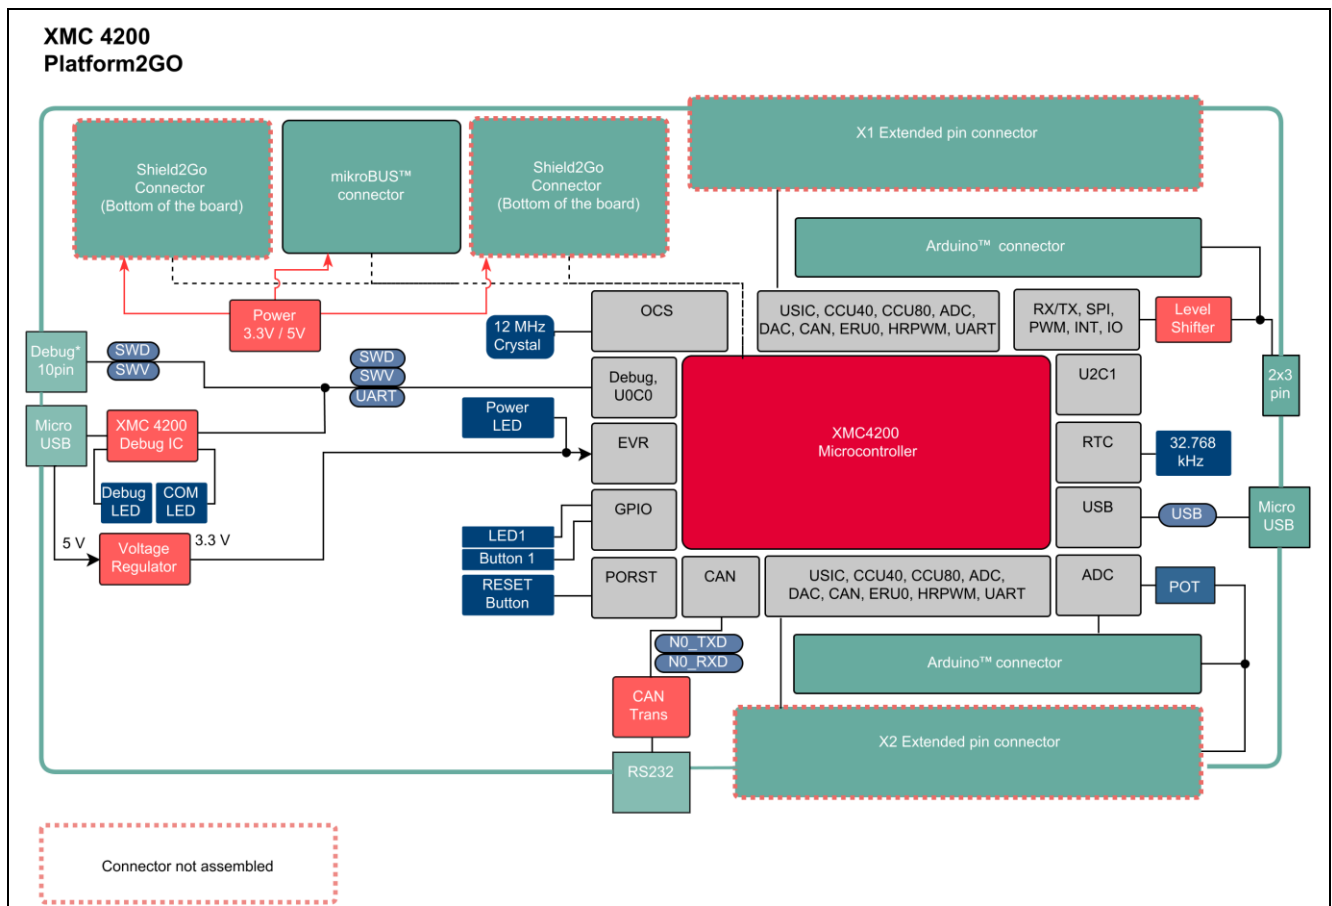 XMC 4200
Platform2GO
X1 Extended pin connector
Shield2Go
Connector
(Bottom of the board)
mikroBUS™
connector
Shield2Go
Connector
(Bottom of the board)
Arduino™ connector
Power
3.3V / 5V
12 MHz
Crystal
OCS
USIC, CCU40, CCU80, ADC,
DAC, CAN, ERU0, HRPWM, UART
RX/TX, SPI,
PWM, INT, IO
Level
Shifter
Debug*
10pin
SWD
SWV
SWD
SWV
UART
Debug,
U0C0
U2C1
2x3
pin
Micro
USB
XMC 4200
Debug IC
Power
LED
EVR
XMC4200
Microcontroller
RTC
32.768
kHz
Debug
LED
COM
LED
GPIO
USB
USB
Micro
USB
5 V
Voltage
Regulator
3.3 V
LED1
Button 1
RESET
Button
PORST
CAN
USIC, CCU40, CCU80, ADC,
DAC, CAN, ERU0, HRPWM, UART
ADC
POT
N0_TXD
N0_RXD
Arduino™ connector
CAN
Trans
X2 Extended pin connector
RS232
Connector not assembled